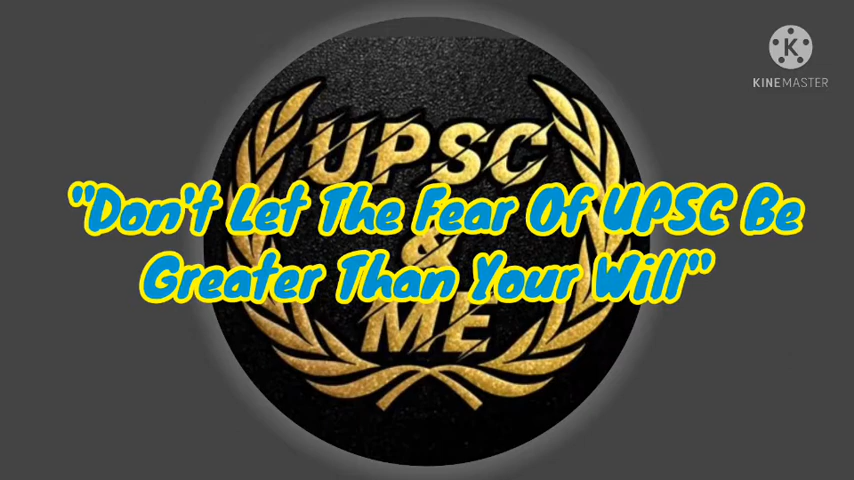 KINEMASTER
UPSC
"Don't Let The Fear Of UPSC Be
&
Greater Than Your Will"
ME